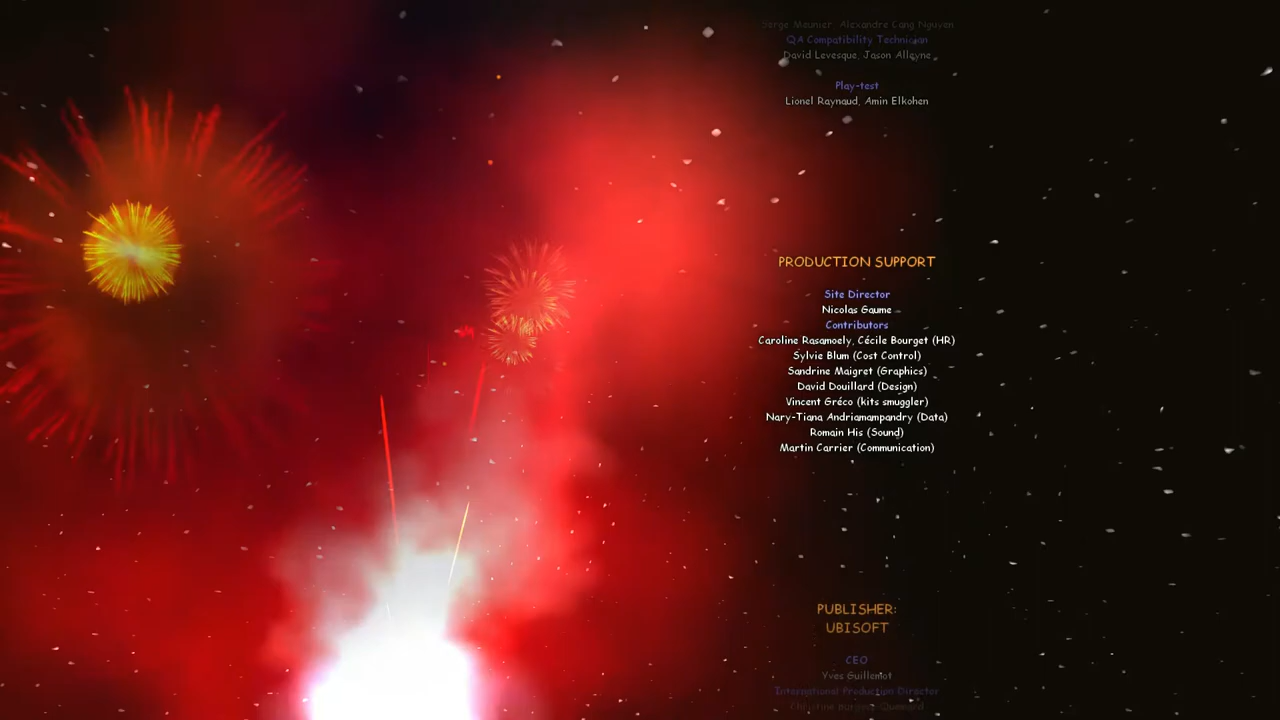 Meunier, Alexandre Cang Nguyen
QA Compatibility Technician
David Levesque, Jason Alleyne
Play-test
Lionel Raynaud, Amin Elkohen
PRODUCTION SUPPORT
Site Director
Nicolas Gaume
Contributors
Caroline Rasamoely, Cécile Bourget (HR)
Sylvie Blum (Cost Control)
Sandrine Maigret (Graphics)
David Douillard (Design)
Vincent Gréco (kits smuggler)
Nary-Tiana Andriamampandry (Data)
Romain His (Sound)
Martin Carrier (Communication)
PUBLISHER:
UBISOFT
CEO
Yves Guillemot
International Production Director
Christine